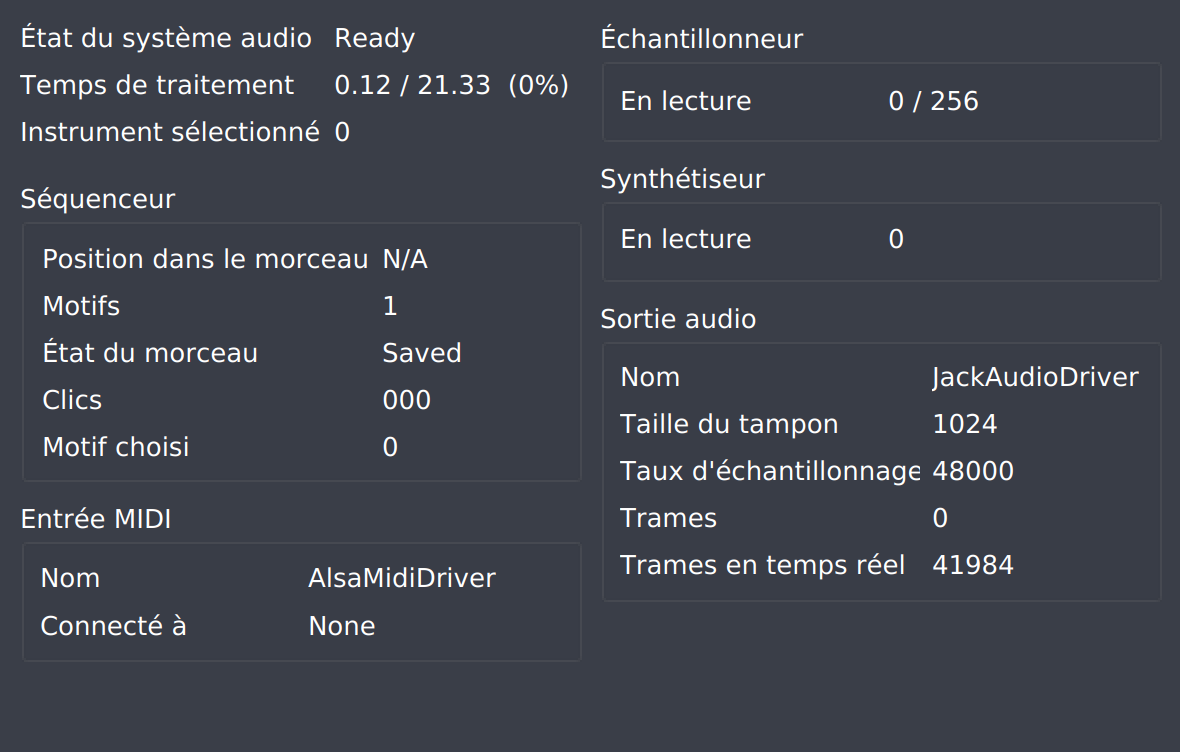 État du système audio Ready
Temps de traitement 0.12 / 21.33 (0%)
Instrument sélectionné 0
Séquenceur
Position dans le morceau N/A
Motifs 1
État du morceau Saved
Clics 000
Motif choisi 0
Entrée MIDI
Nom AlsaMidiDriver
Connecté à None
Échantillonneur
En lecture 0 / 256
Synthétiseur
En lecture 0
Sortie audio
Nom JackAudioDriver
Taille du tampon 1024
Taux d'échantillonnage 48000
Trames 0
Trames en temps réel 41984